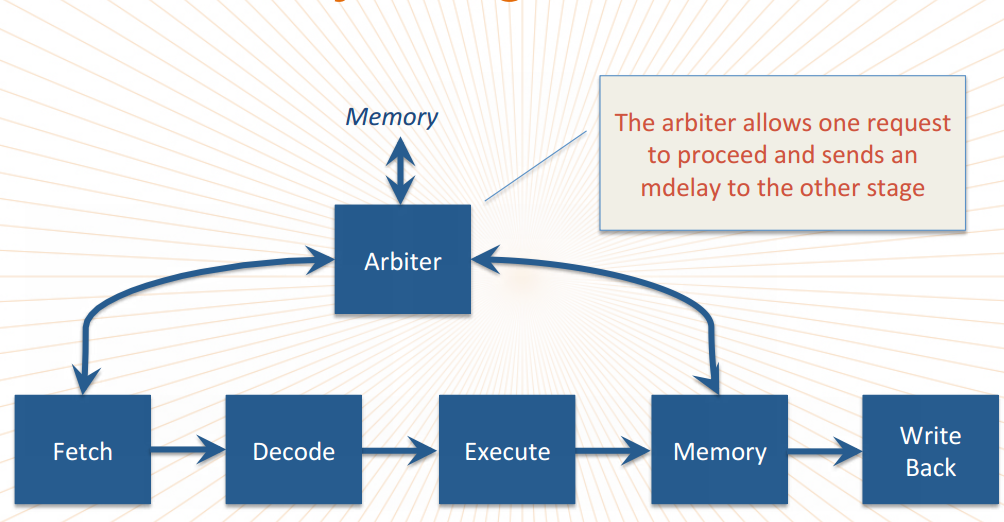 Memory
The arbiter allows one request
to proceed and sends an
mdelay to the other stage
Arbiter
Fetch
Decode
Execute
Memory
Write
Back